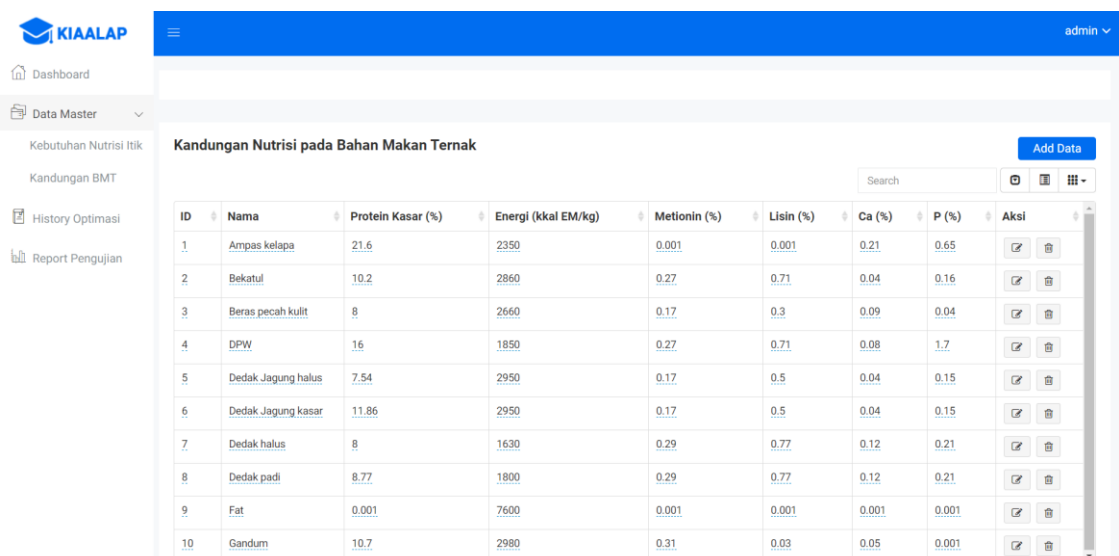 KIAALAP
admin
Dashboard
Data Master
Kebutuhan Nutrisi Itik
Kandungan BMT
History Optimasi
Report Pengujian
Kandungan Nutrisi pada Bahan Makan Ternak
Add Data
Search
ID Nama Protein Kasar (%) Energi (kkal EM/kg) Metionin (%) Lisin (%) Ca (%) P (%) Aksi
1 Ampas kelapa 21.6 2350 0.001 0.001 0.21 0.65
2 Bekatul 10.2 2860 0.27 0.71 0.04 0.16
3 Beras pecah kulit 8 2660 0.17 0.3 0.09 0.04
4 DPW 16 1850 0.27 0.71 0.08 1.7
5 Dedak Jagung halus 7.54 2950 0.17 0.5 0.04 0.15
6 Dedak Jagung kasar 11.86 2950 0.17 0.5 0.04 0.15
7 Dedak halus 8 1630 0.29 0.77 0.12 0.21
8 Dedak padi 8.77 1800 0.29 0.77 0.12 0.21
9 Fat 0.001 7600 0.001 0.001 0.001 0.001
10 Gandum 10.7 2980 0.31 0.03 0.05 0.001